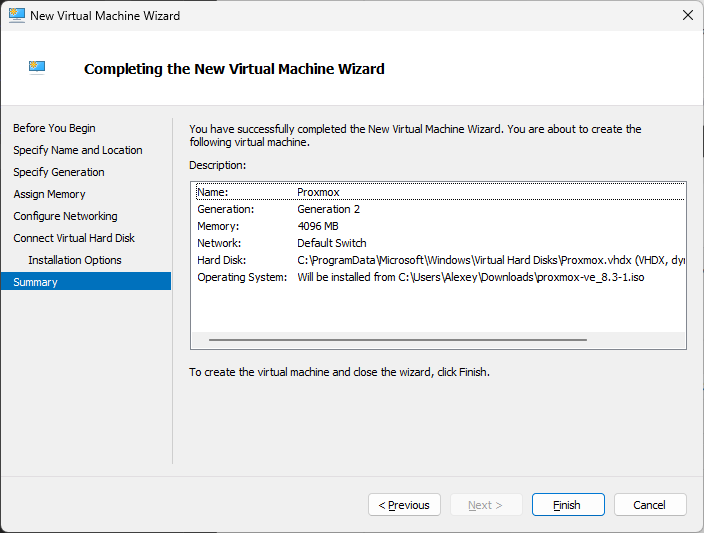 New Virtual Machine Wizard
Completing the New Virtual Machine Wizard
Before You Begin
Specify Name and Location
Specify Generation
Assign Memory
Configure Networking
Connect Virtual Hard Disk
Installation Options
Summary
You have successfully completed the New Virtual Machine Wizard. You are about to create the
following virtual machine.
Description:
Name: Proxmox
Generation: Generation 2
Memory: 4096 MB
Network: Default Switch
Hard Disk: C:\ProgramData\Microsoft\Windows\Virtual Hard Disks\Proxmox.vhdx (VHDX, dyn
Operating System: Will be installed from C:\Users\Alexey\Downloads\proxmox-ve_8.3-1.iso
To create the virtual machine and close the wizard, click Finish.
< Previous
Next >
Finish
Cancel